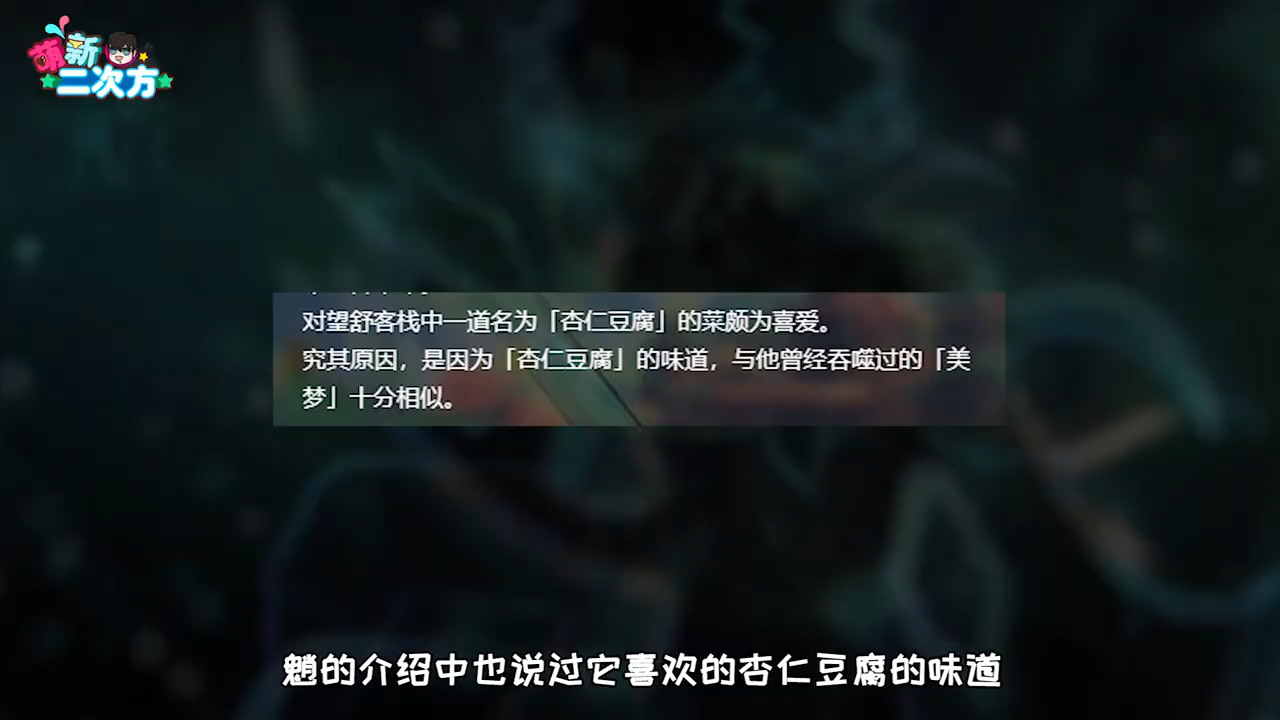 萌新
二次方
对望舒客栈中一道名为「杏仁豆腐」的菜颇为喜爱。
究其原因，是因为「杏仁豆腐」的味道，与他曾经吞噬过的「美
梦」十分相似。
魈的介绍中也说过它喜欢的杏仁豆腐的味道